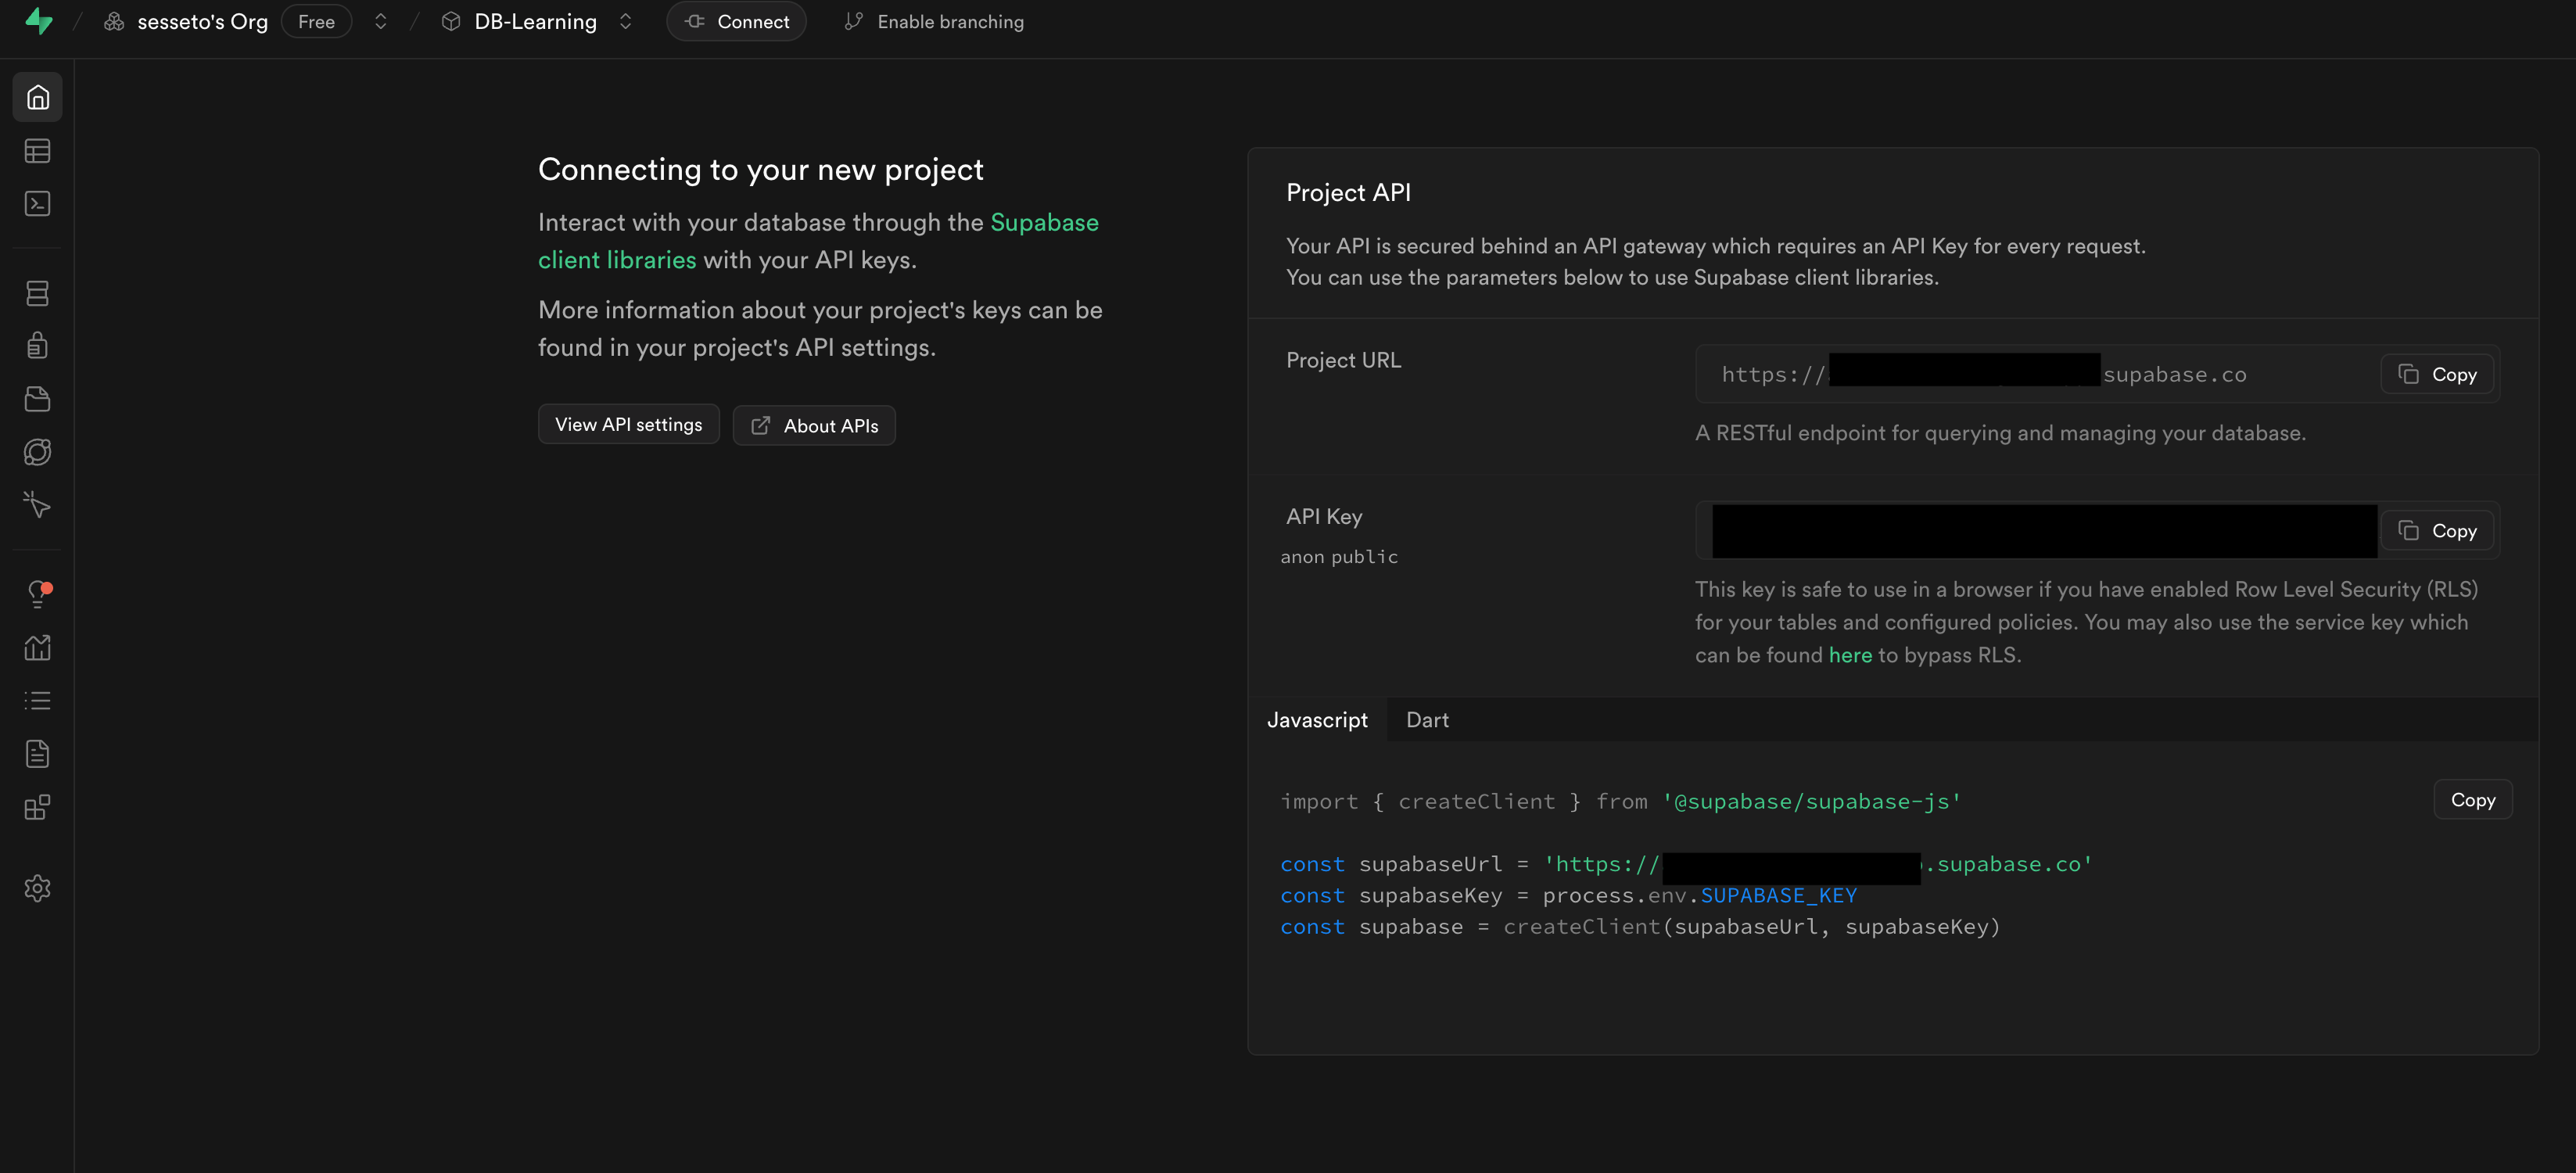 sesseto's Org Free DB-Learning Connect Enable branching
Connecting to your new project
Interact with your database through the Supabase
client libraries with your API keys.
More information about your project's keys can be
found in your project's API settings.
View API settings About APIs
Project API
Your API is secured behind an API gateway which requires an API Key for every request.
You can use the parameters below to use Supabase client libraries.
Project URL
https:// supabase.co Copy
A RESTful endpoint for querying and managing your database.
API Key
anon public
Copy
This key is safe to use in a browser if you have enabled Row Level Security (RLS)
for your tables and configured policies. You may also use the service key which
can be found here to bypass RLS.
Javascript Dart
Copy
import { createClient } from '@supabase/supabase-js'
const supabaseUrl = 'https:// .supabase.co'
const supabaseKey = process.env.SUPABASE_KEY
const supabase = createClient(supabaseUrl, supabaseKey)